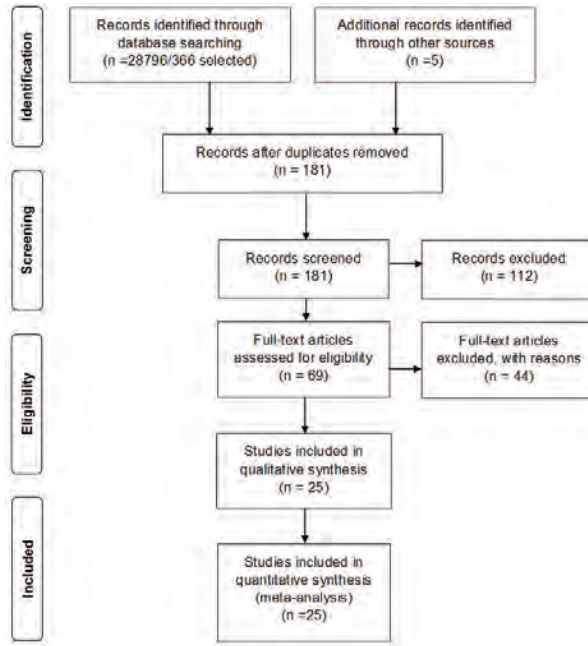 Identification
Records identified through
database searching
(n =28796/366 selected)
Additional records identified
through other sources
(n =5)
Records after duplicates removed
(n = 181)
Screening
Records screened
(n = 181)
Records excluded
(n = 112)
Eligibility
Full-text articles
assessed for eligibility
(n = 69)
Full-text articles
excluded, with reasons
(n = 44)
Studies included in
qualitative synthesis
(n = 25)
Included
Studies included in
quantitative synthesis
(meta-analysis)
(n =25)